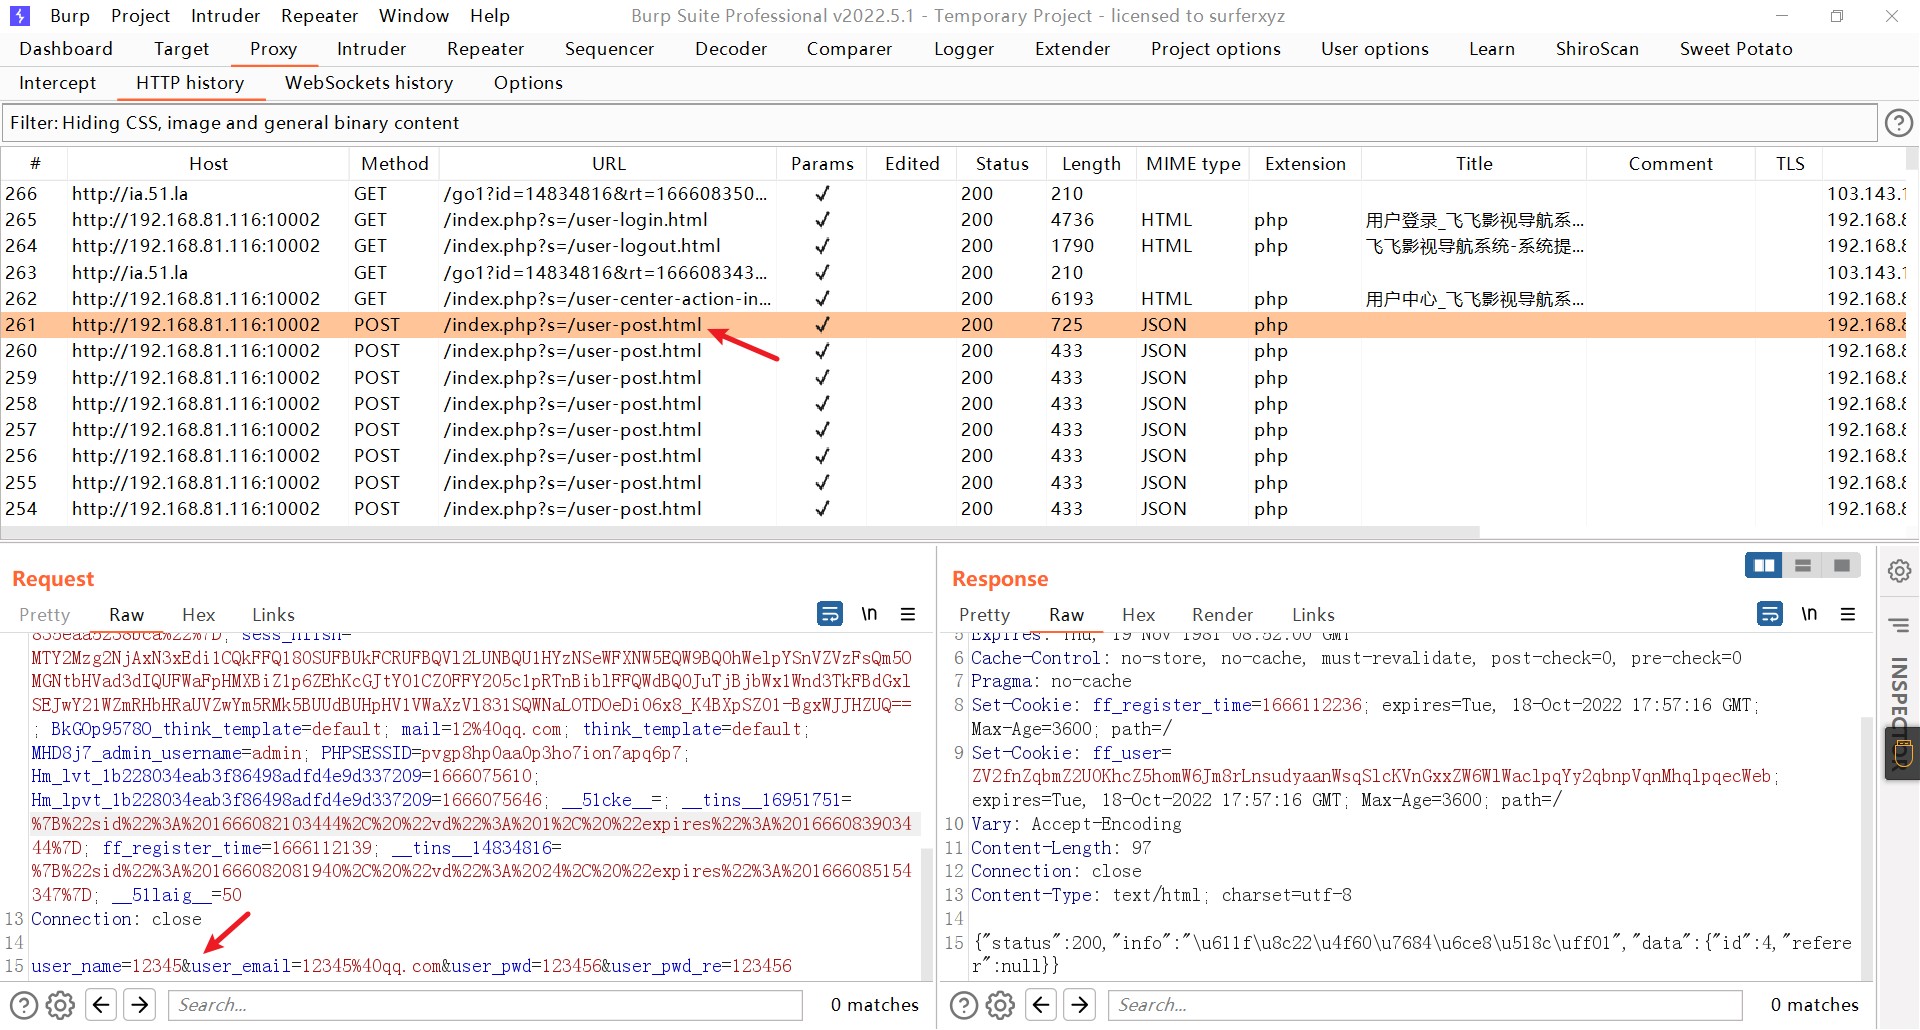 Burp Project Intruder Repeater Window Help Burp Suite Professional v2022.5.1 - Temporary Project - licensed to surferxyz
Dashboard Target Proxy Intruder Repeater Sequencer Decoder Comparer Logger Extender Project options User options Learn ShiroScan Sweet Potato
Intercept HTTP history WebSockets history Options
Filter: Hiding CSS, image and general binary content
# Host Method URL Params Edited Status Length MIME type Extension Title Comment TLS
266 http://ia.51.la GET /go1?id=14834816&rt=166608350... ✓ 200 210 103.143.1
265 http://192.168.81.116:10002 GET /index.php?s=/user-login.html ✓ 200 4736 HTML php 用户登录_飞飞影视导航系... 192.168.8
264 http://192.168.81.116:10002 GET /index.php?s=/user-logout.html ✓ 200 1790 HTML php 飞飞影视导航系统-系统提... 192.168.8
263 http://ia.51.la GET /go1?id=14834816&rt=166608343... ✓ 200 210 103.143.1
262 http://192.168.81.116:10002 GET /index.php?s=/user-center-action-in... ✓ 200 6193 HTML php 用户中心_飞飞影视导航系... 192.168.8
261 http://192.168.81.116:10002 POST /index.php?s=/user-post.html ✓ 200 725 JSON php 192.168.8
260 http://192.168.81.116:10002 POST /index.php?s=/user-post.html ✓ 200 433 JSON php 192.168.8
259 http://192.168.81.116:10002 POST /index.php?s=/user-post.html ✓ 200 433 JSON php 192.168.8
258 http://192.168.81.116:10002 POST /index.php?s=/user-post.html ✓ 200 433 JSON php 192.168.8
257 http://192.168.81.116:10002 POST /index.php?s=/user-post.html ✓ 200 433 JSON php 192.168.8
256 http://192.168.81.116:10002 POST /index.php?s=/user-post.html ✓ 200 433 JSON php 192.168.8
255 http://192.168.81.116:10002 POST /index.php?s=/user-post.html ✓ 200 433 JSON php 192.168.8
254 http://192.168.81.116:10002 POST /index.php?s=/user-post.html ✓ 200 433 JSON php 192.168.8
Request
Pretty Raw Hex Links \n
MGNtbHVad3dIQUFWaFpHMXBiZ1p6ZEhKcGJtY01CZ0FFY205c1pRTnBiblFFQWdBQ0JuTjBjbWx1Wnd3TkFBdGxl
; BkGOp9578O_think_template=default; mail=12%40qq.com; think_template=default;
MHD8j7_admin_username=admin; PHPSESSID=pvgp8hp0aa0p3ho7ion7apq6p7;
Hm_lvt_1b228034eab3f86498adfd4e9d337209=1666075610;
Hm_lpvt_1b228034eab3f86498adfd4e9d337209=1666075646; __51cke__=; __tins__16951751=
%7B%22sid%22%3A%201666082103444%2C%20%22vd%22%3A%201%2C%20%22expires%22%3A%2016660839034
44%7D; ff_register_time=1666112139; __tins__14834816=
%7B%22sid%22%3A%201666082081940%2C%20%22vd%22%3A%2024%2C%20%22expires%22%3A%201666085154
347%7D; __51laig__=50
13 Connection: close
14
15 user_name=12345&user_email=12345%40qq.com&user_pwd=123456&user_pwd_re=123456
Search... 0 matches
Response
Pretty Raw Hex Render Links \n
5 Expires: Thu, 19 Nov 1981 08:52:00 GMT
6 Cache-Control: no-store, no-cache, must-revalidate, post-check=0, pre-check=0
7 Pragma: no-cache
8 Set-Cookie: ff_register_time=1666112236; expires=Tue, 18-Oct-2022 17:57:16 GMT;
Max-Age=3600; path=/
9 Set-Cookie: ff_user=
ZV2fnZqbmZ2UOKhcZ5homW6Jm8rLnsudyaanWsqSlcKVnGxxZW6WlWaclpqYy2qbnpVqnMhqlpqecWeb;
expires=Tue, 18-Oct-2022 17:57:16 GMT; Max-Age=3600; path=/
10 Vary: Accept-Encoding
11 Content-Length: 97
12 Connection: close
13 Content-Type: text/html; charset=utf-8
14
15 {"status":200,"info":"\u611f\u8c22\u4f60\u7684\u6ce8\u518c\uff01","data":{"id":4,"refere
r":null}}
Search... 0 matches
INSPECTOR